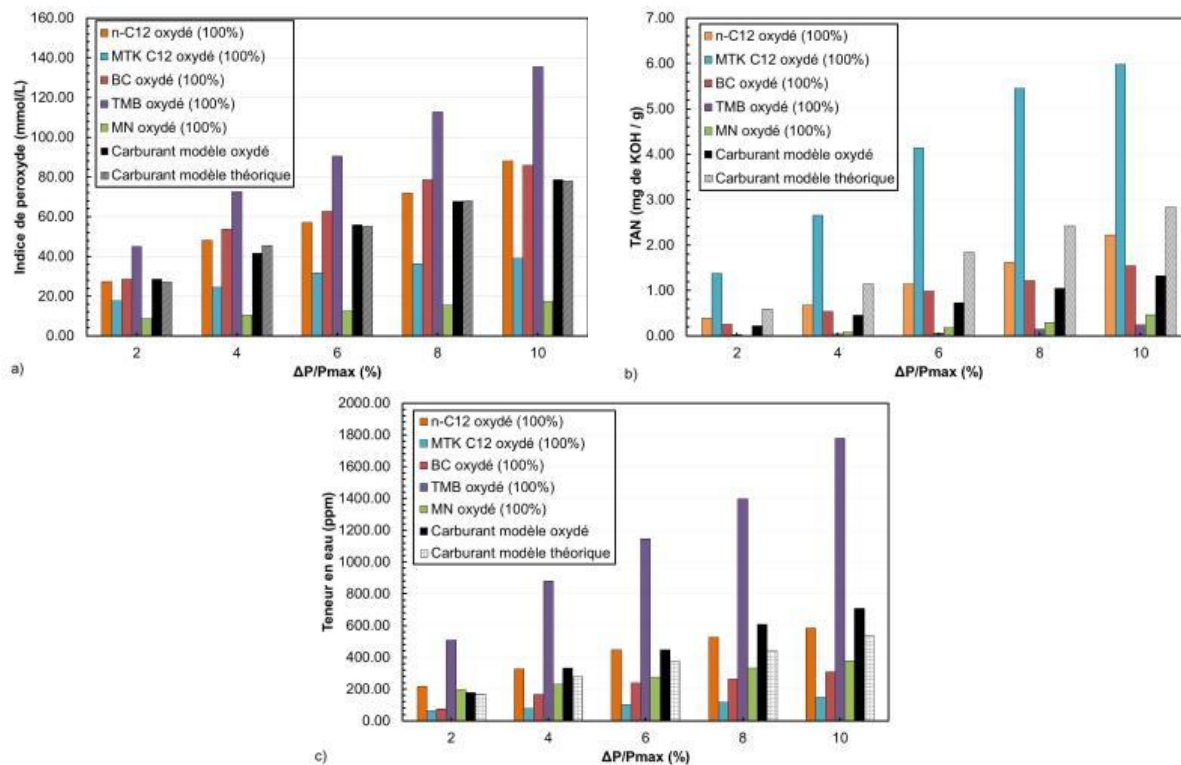 160.00
140.00
120.00
100.00
80.00
60.00
40.00
20.00
0.00
Indice de peroxyde (mmol/L)
n-C12 oxydé (100%)
MTK C12 oxydé (100%)
BC oxydé (100%)
TMB oxydé (100%)
MN oxydé (100%)
Carburant modèle oxydé
Carburant modèle théorique
2 4 6 8 10
ΔP/Pmax (%)
a)
7.00
6.00
5.00
4.00
3.00
2.00
1.00
0.00
TAN (mg de KOH / g)
n-C12 oxydé (100%)
MTK C12 oxydé (100%)
BC oxydé (100%)
TMB oxydé (100%)
MN oxydé (100%)
Carburant modèle oxydé
Carburant modèle théorique
2 4 6 8 10
ΔP/Pmax (%)
b)
2000.00
1800.00
1600.00
1400.00
1200.00
1000.00
800.00
600.00
400.00
200.00
0.00
Teneur en eau (ppm)
n-C12 oxydé (100%)
MTK C12 oxydé (100%)
BC oxydé (100%)
TMB oxydé (100%)
MN oxydé (100%)
Carburant modèle oxydé
Carburant modèle théorique
2 4 6 8 10
ΔP/Pmax (%)
c)